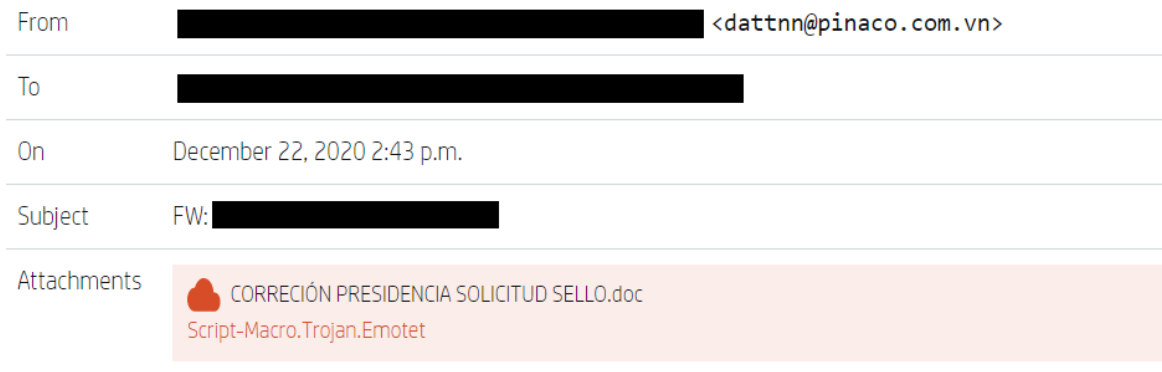 From <dattnn@pinaco.com.vn>
To
On December 22, 2020 2:43 p.m.
Subject FW:
Attachments CORRECIÓN PRESIDENCIA SOLICITUD SELLO.doc
Script-Macro.Trojan.Emotet